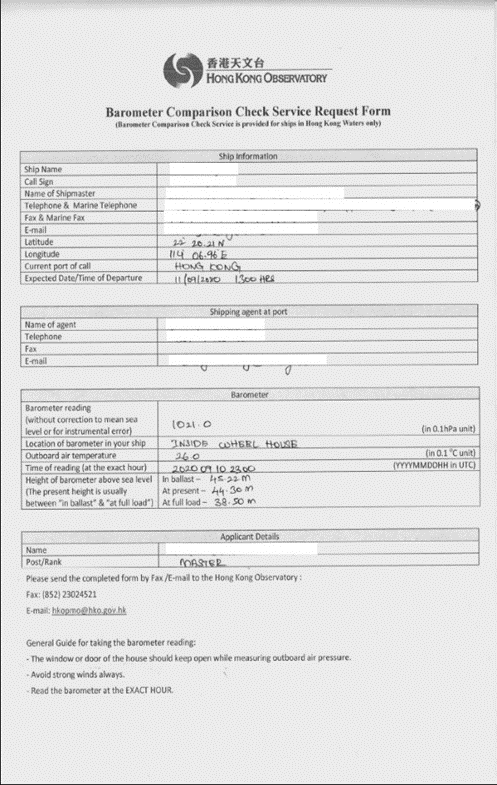 香港天文台
HONG KONG OBSERVATORY
Barometer Comparison Check Service Request Form
(Barometer Comparison Check Service is provided for ships in Hong Kong Waters only)
Ship Information
Ship Name
Call Sign
Name of Shipmaster
Telephone & Marine Telephone
Fax & Marine Fax
E-mail
Latitude 22 20.21 N
Longitude 114 06.96 E
Current port of call HONG KONG
Expected Date/Time of Departure 11/09/2020 1300 HRS
Shipping agent at port
Name of agent
Telephone
Fax
E-mail
Barometer
Barometer reading
(without correction to mean sea
level or for instrumental error) 1021.0 (in 0.1hPa unit)
Location of barometer in your ship INSIDE WHEEL HOUSE
Outboard air temperature 26.0 (in 0.1 °C unit)
Time of reading (at the exact hour) 2020 09 10 2300 (YYYYMMDDHH in UTC)
Height of barometer above sea level In ballast – 45.22 m
(The present height is usually At present – 44.30 m
between "in ballast" & "at full load") At full load – 38.50 m
Applicant Details
Name
Post/Rank MASTER
Please send the completed form by Fax /E-mail to the Hong Kong Observatory :
Fax: (852) 23024521
E-mail: hkopmo@hko.gov.hk
General Guide for taking the barometer reading:
- The window or door of the house should keep open while measuring outboard air pressure.
- Avoid strong winds always.
- Read the barometer at the EXACT HOUR.